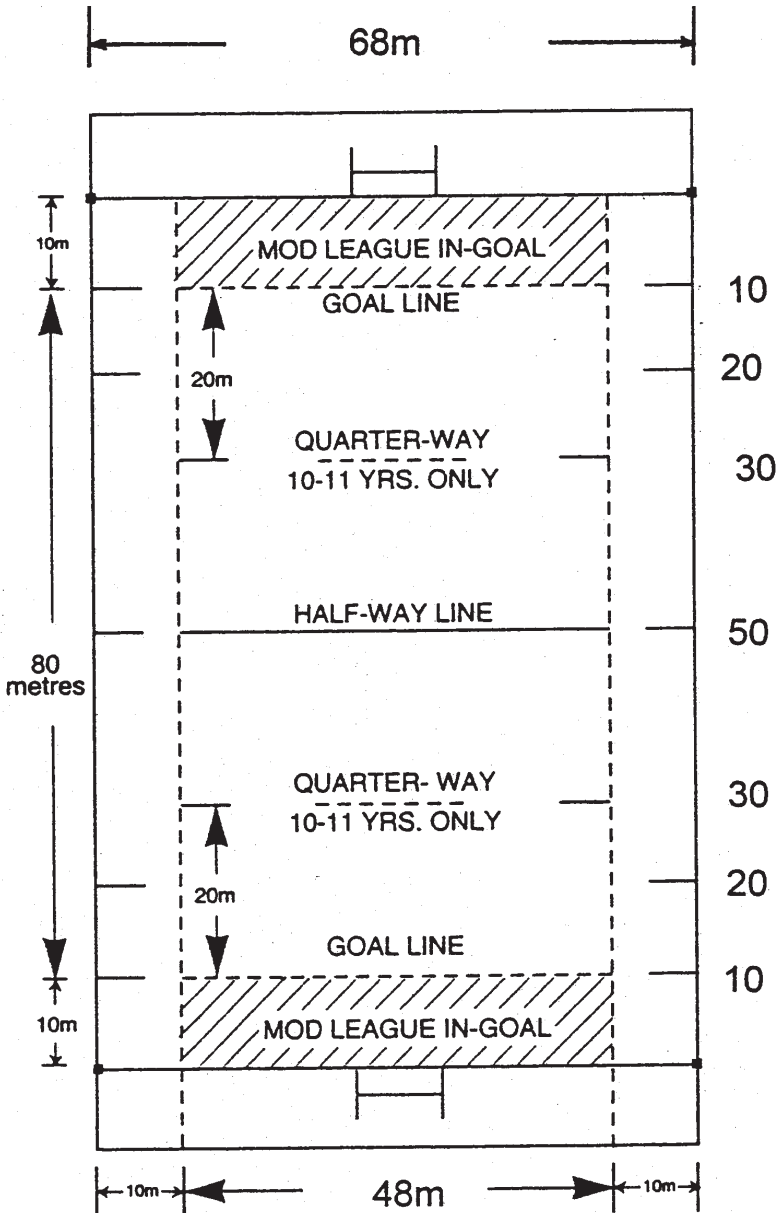 68m
10m
MOD LEAGUE IN-GOAL
GOAL LINE
10
20
20m
QUARTER-WAY
10-11 YRS. ONLY
30
HALF-WAY LINE
50
80
metres
QUARTER- WAY
10-11 YRS. ONLY
30
20
20m
GOAL LINE
10
10m
MOD LEAGUE IN-GOAL
10m
48m
10m